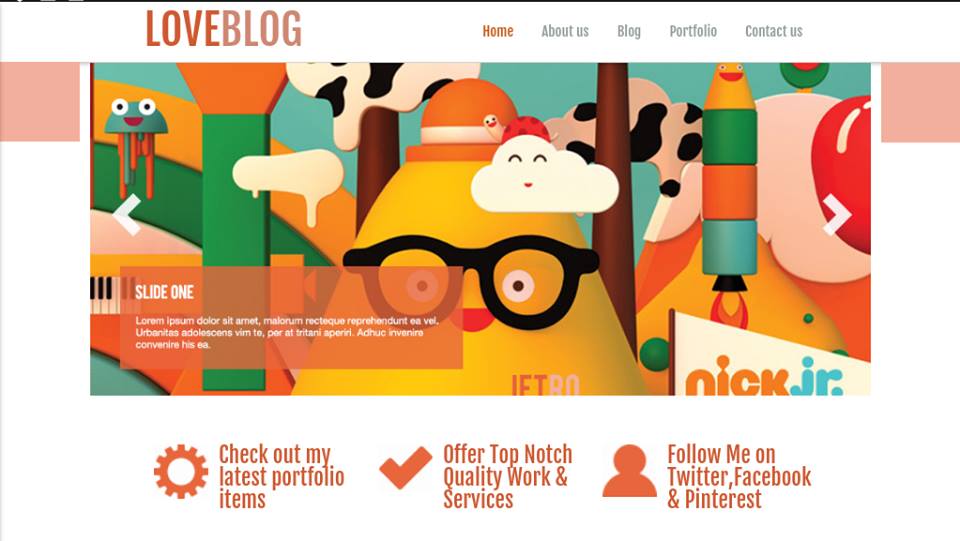 LOVEBLOG
Home About us Blog Portfolio Contact us
SLIDE ONE
Lorem ipsum dolor sit amet, malorum recteque reprehendunt ea vel.
Urbanitas adolescens vim te, per at tritani aperiri. Adhuc invenire
convenire his ea.
JETRO
nick jr.
Check out my
latest portfolio
items
Offer Top Notch
Quality Work &
Services
Follow Me on
Twitter,Facebook
& Pinterest